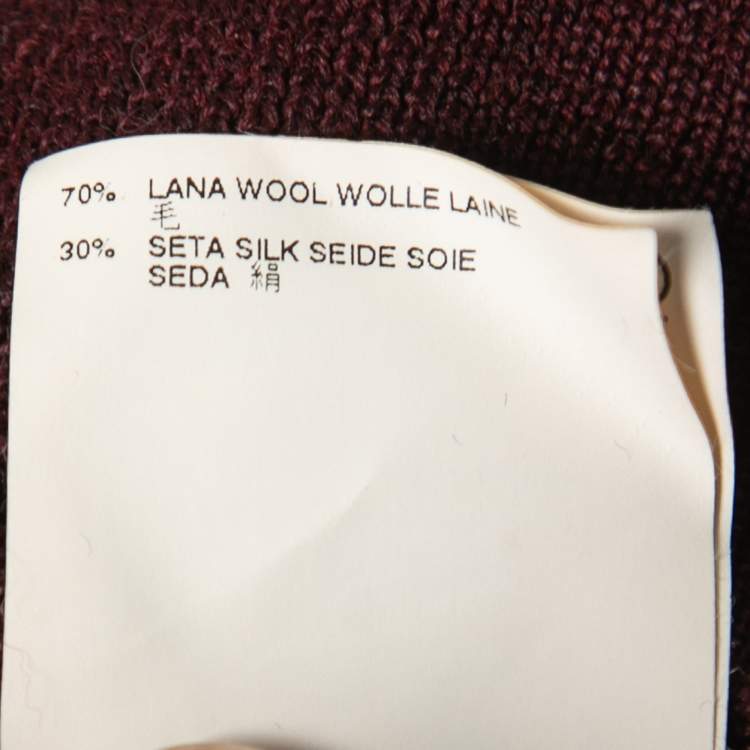 70% LANA WOOL WOLLE LAINE
毛
30% SETA SILK SEIDE SOIE
SEDA 絹